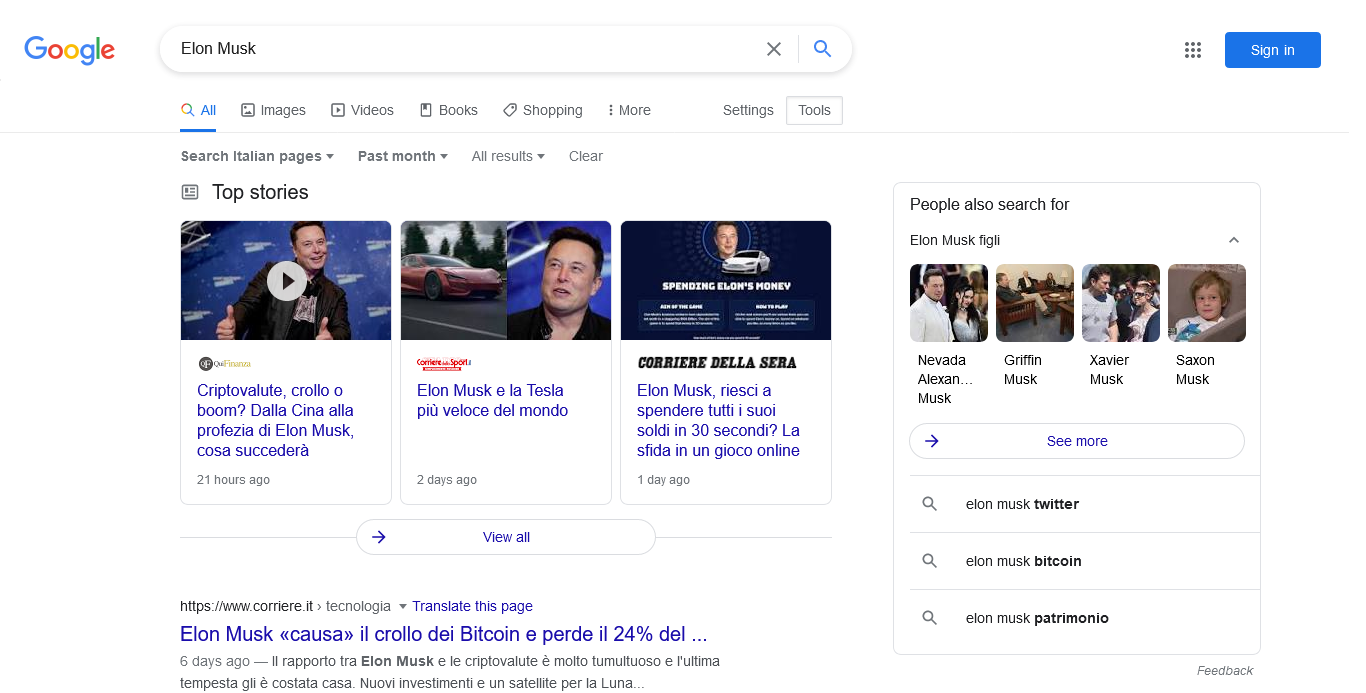 Google
Elon Musk
Sign in
All
Images
Videos
Books
Shopping
More
Settings
Tools
Search Italian pages
Past month
All results
Clear
Top stories
SPENDING ELON'S MONEY
AIM OF THE GAME
HOW TO PLAY
QuiFinanza
Criptovalute, crollo o
boom? Dalla Cina alla
profezia di Elon Musk,
cosa succederà
21 hours ago
Corriere dello Sport
Elon Musk e la Tesla
più veloce del mondo
2 days ago
CORRIERE DELLA SERA
Elon Musk, riesci a
spendere tutti i suoi
soldi in 30 secondi? La
sfida in un gioco online
1 day ago
View all
https://www.corriere.it › tecnologia
Translate this page
Elon Musk «causa» il crollo dei Bitcoin e perde il 24% del ...
6 days ago — Il rapporto tra Elon Musk e le criptovalute è molto tumultuoso e l'ultima
tempesta gli è costata casa. Nuovi investimenti e un satellite per la Luna...
People also search for
Elon Musk figli
Nevada
Alexan...
Musk
Griffin
Musk
Xavier
Musk
Saxon
Musk
See more
elon musk twitter
elon musk bitcoin
elon musk patrimonio
Feedback